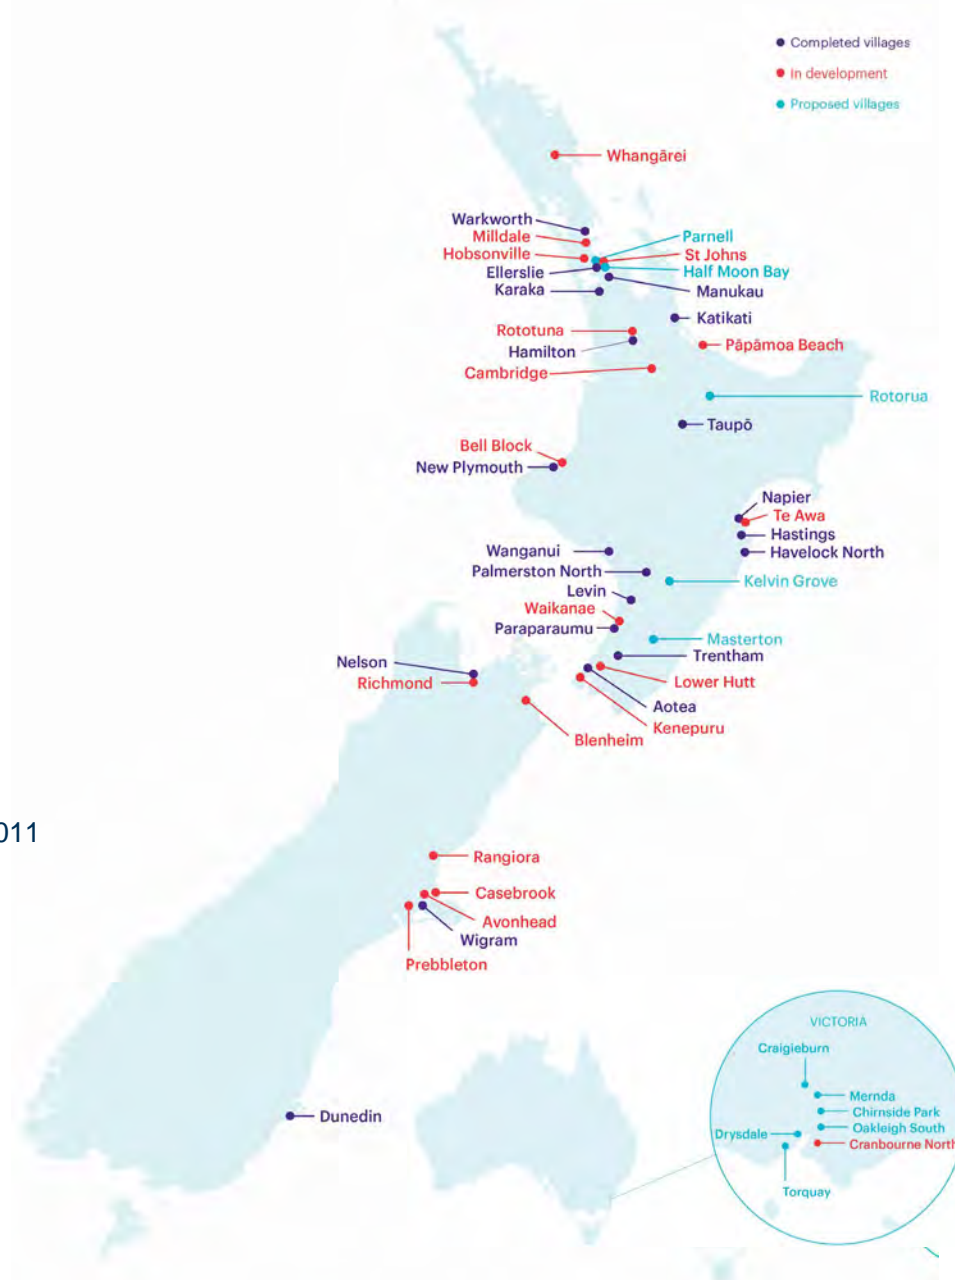 Completed villages
In development
Proposed villages
Whangārei
Warkworth
Milldale
Parnell
Hobsonville
St Johns
Ellerslie
Half Moon Bay
Karaka
Manukau
Katikati
Rototuna
Pāpāmoa Beach
Hamilton
Cambridge
Rotorua
Taupō
Bell Block
New Plymouth
Napier
Te Awa
Hastings
Wanganui
Havelock North
Palmerston North
Kelvin Grove
Levin
Waikanae
Paraparaumu
Masterton
Trentham
Nelson
Richmond
Lower Hutt
Aotea
Kenepuru
Blenheim
011
Rangiora
Casebrook
Avonhead
Wigram
Prebbleton
VICTORIA
Craigieburn
Mernda
Chirnside Park
Oakleigh South
Drysdale
Cranbourne North
Torquay
Dunedin